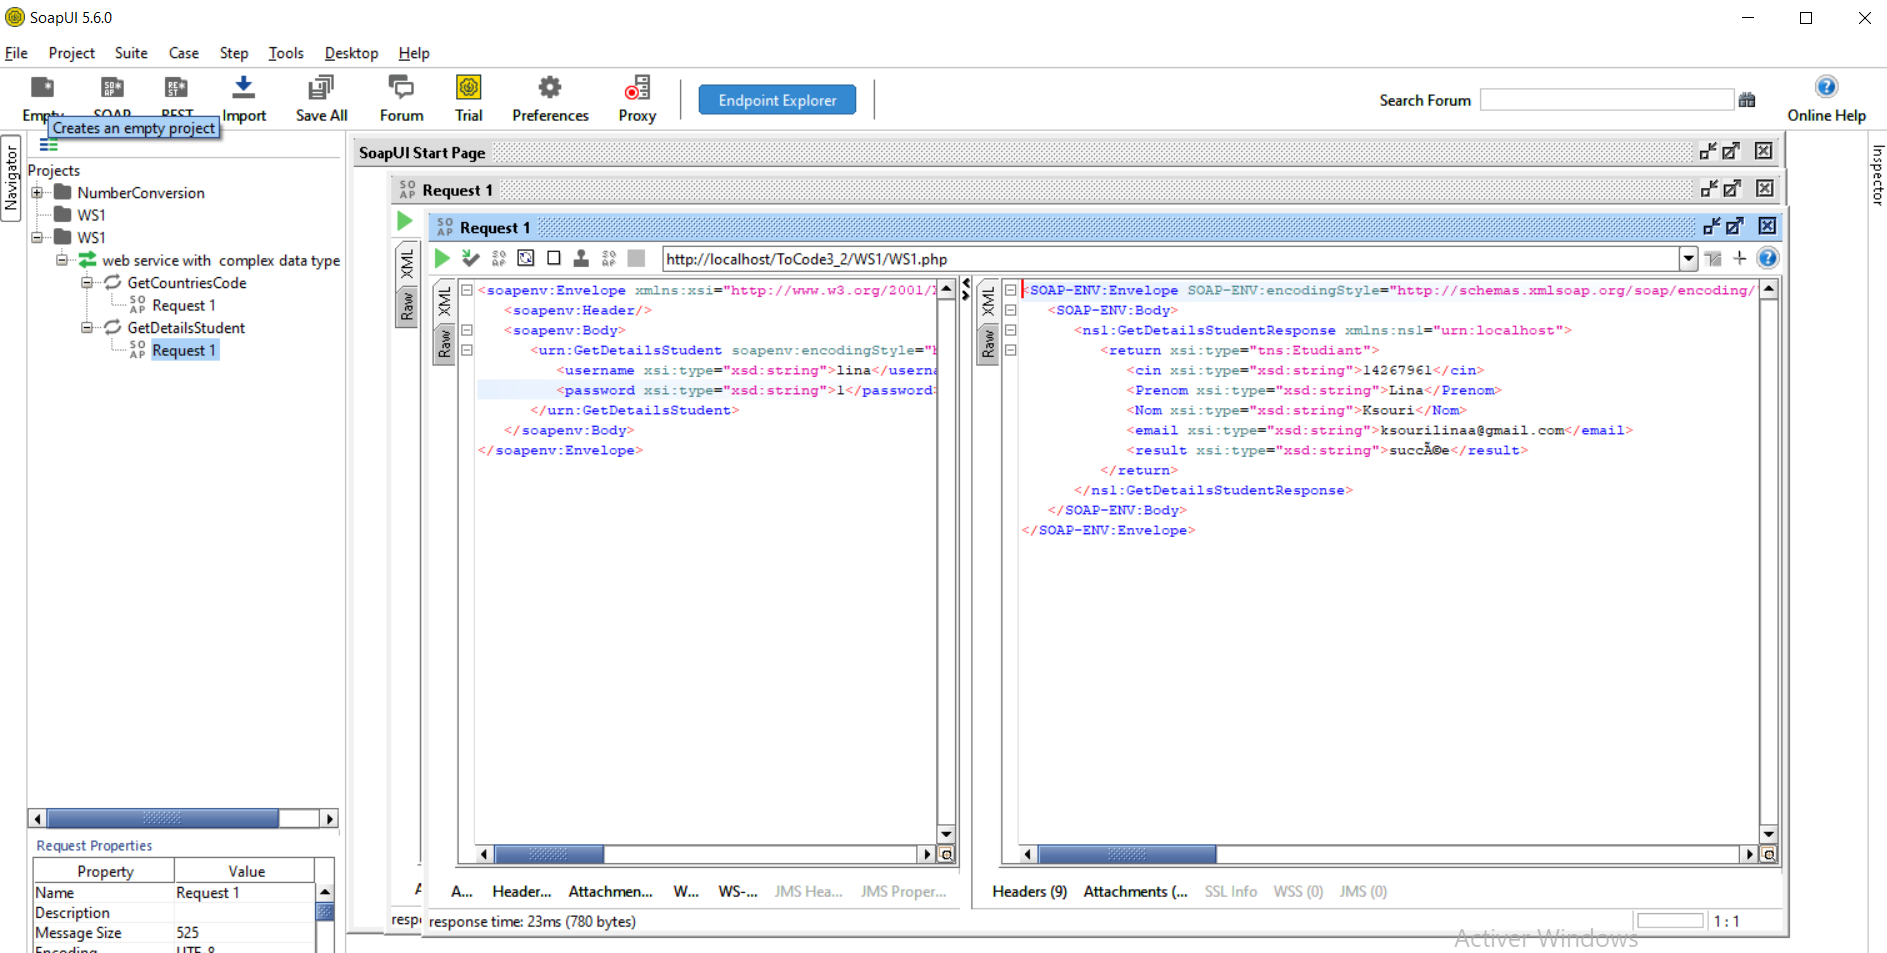 SoapUI 5.6.0
File Project Suite Case Step Tools Desktop Help
Empty SOAP REST Import Save All Forum Trial Preferences Proxy Endpoint Explorer Search Forum Online Help
Creates an empty project
Navigator
Projects
NumberConversion
WS1
WS1
web service with complex data type
GetCountriesCode
SOAP Request 1
GetDetailsStudent
SOAP Request 1
Request Properties
Property Value
Name Request 1
Description
Message Size 525
Encoding UTF-8
SoapUI Start Page
SOAP Request 1
XML
Raw
SOAP Request 1
http://localhost/ToCode3_2/WS1/WS1.php
XML
Raw
<soapenv:Envelope xmlns:xsi="http://www.w3.org/2001/
<soapenv:Header/>
<soapenv:Body>
<urn:GetDetailsStudent soapenv:encodingStyle="
<username xsi:type="xsd:string">lina</userna
<password xsi:type="xsd:string">1</password>
</urn:GetDetailsStudent>
</soapenv:Body>
</soapenv:Envelope>
A... Header... Attachmen... W... WS-... JMS Hea... JMS Proper...
XML
Raw
<SOAP-ENV:Envelope SOAP-ENV:encodingStyle="http://schemas.xmlsoap.org/soap/encoding/"
<SOAP-ENV:Body>
<ns1:GetDetailsStudentResponse xmlns:ns1="urn:localhost">
<return xsi:type="tns:Etudiant">
<cin xsi:type="xsd:string">14267961</cin>
<Prenom xsi:type="xsd:string">Lina</Prenom>
<Nom xsi:type="xsd:string">Ksouri</Nom>
<email xsi:type="xsd:string">ksourilinaa@gmail.com</email>
<result xsi:type="xsd:string">succÃ©e</result>
</return>
</ns1:GetDetailsStudentResponse>
</SOAP-ENV:Body>
</SOAP-ENV:Envelope>
Headers (9) Attachments (... SSL Info WSS (0) JMS (0)
resp
response time: 23ms (780 bytes)
1 : 1
Inspector
Activer Windows